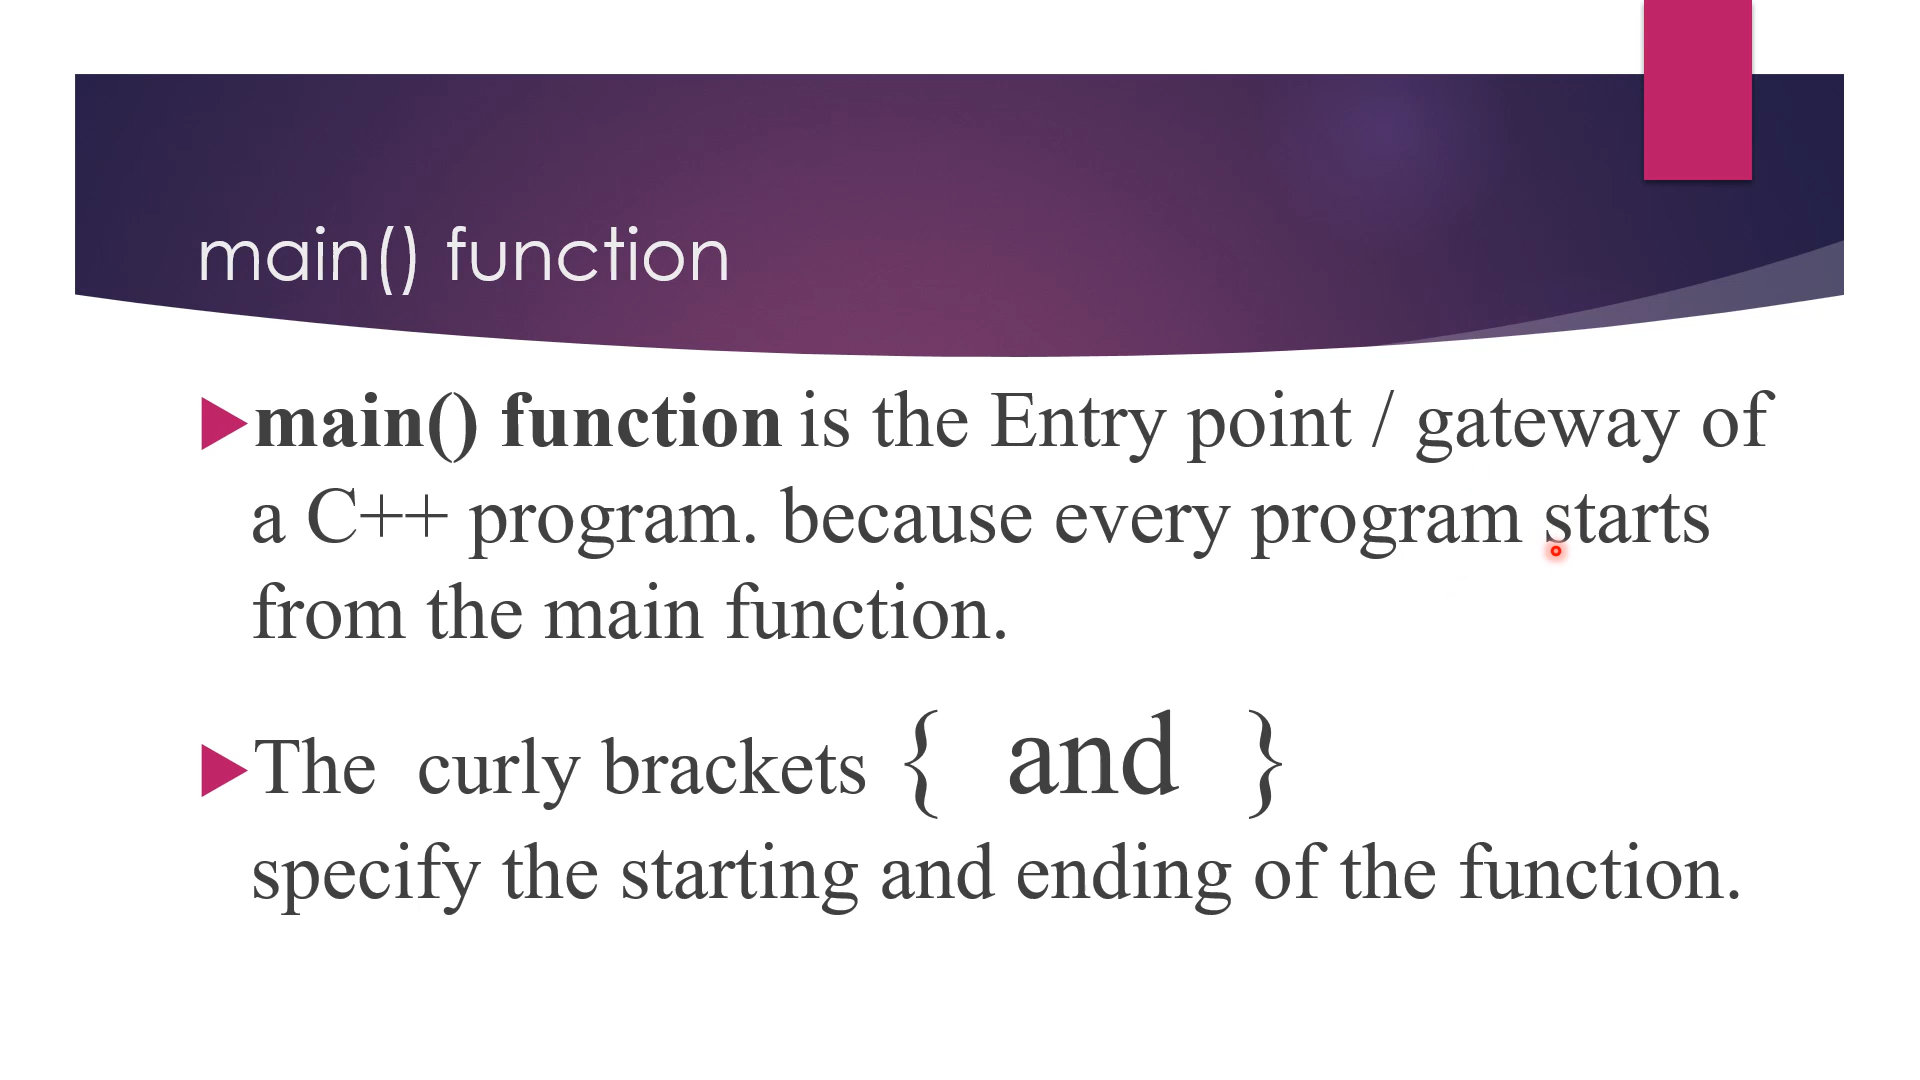 main() function
main() function is the Entry point / gateway of
a C++ program. because every program starts
from the main function.
The  curly brackets {  and  }
specify the starting and ending of the function.